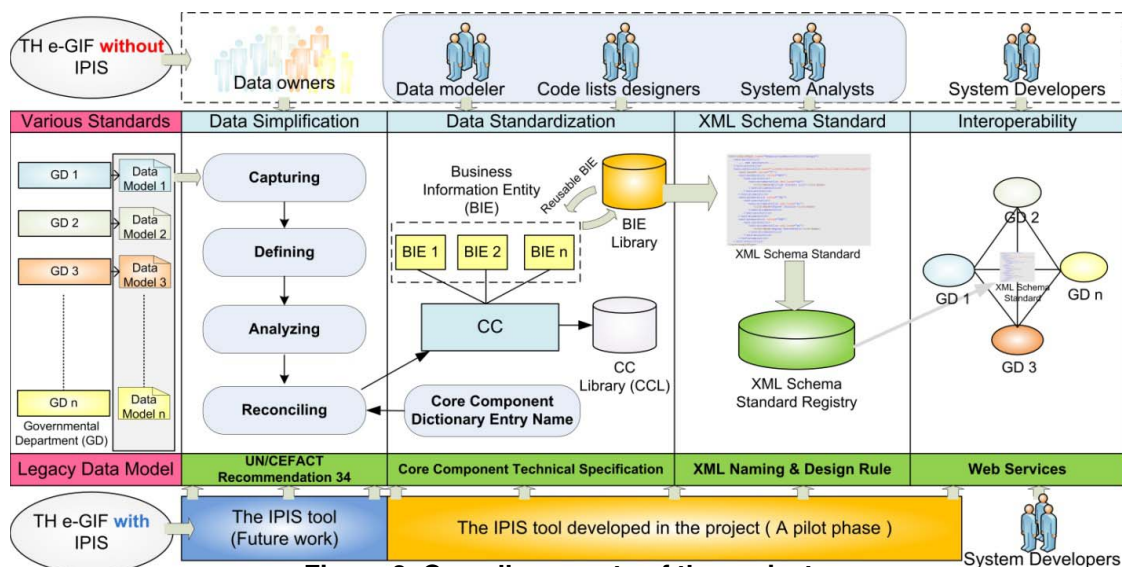 TH e-GIF without
IPIS
Data owners
Data modeler
Code lists designers
System Analysts
System Developers
Various Standards
Data Simplification
Data Standardization
XML Schema Standard
Interoperability
GD 1
Data
Model 1
GD 2
Data
Model 2
GD 3
Data
Model 3
GD n
Data
Model n
Governmental
Department (GD)
Capturing
Defining
Analyzing
Reconciling
Business
Information Entity
(BIE)
Reusable BIE
BIE
Library
BIE 1
BIE 2
BIE n
CC
CC
Library (CCL)
Core Component
Dictionary Entry Name
XML Schema Standard
XML Schema
Standard Registry
GD 2
GD 1
XML Schema
Standard
GD n
GD 3
Legacy Data Model
UN/CEFACT
Recommendation 34
Core Component Technical Specification
XML Naming & Design Rule
Web Services
TH e-GIF with
IPIS
The IPIS tool
(Future work)
The IPIS tool developed in the project ( A pilot phase )
System Developers